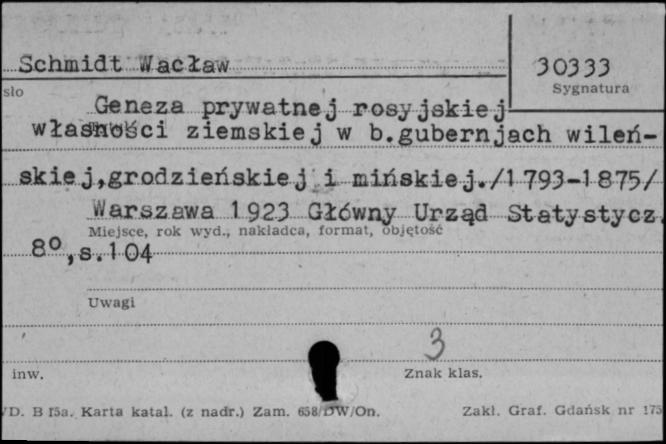 Schmidt Wacław
30333
sło
Sygnatura
Geneza prywatnej rosyjskiej
własności ziemskiej w b.gubernjach wileń-
skiej,grodzieńskiej i mińskiej./1793-1875/
Warszawa 1923 Główny Urząd Statystycz.
Miejsce, rok wyd., nakładca, format, objętość
8º,s.104
Uwagi
3
inw.
Znak klas.
/D. B 15a. Karta katal. (z nadr.) Zam. 658/DW/On.
Zakł. Graf. Gdańsk nr 175